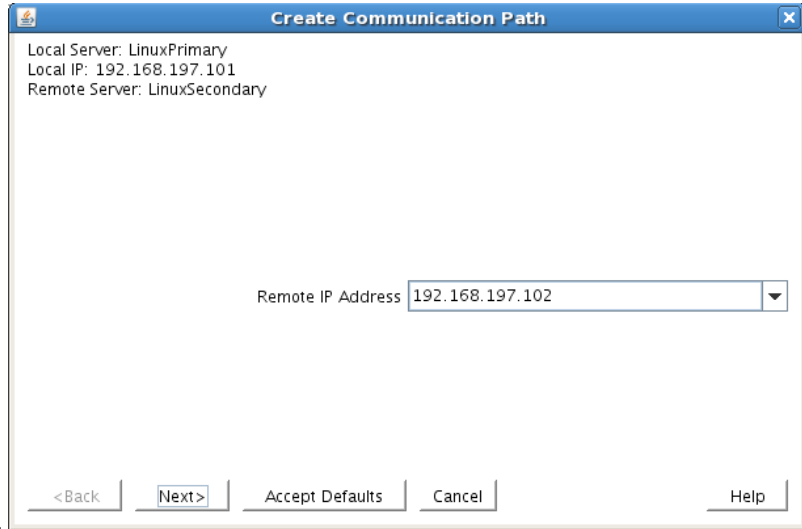 Create Communication Path
Local Server: LinuxPrimary
Local IP: 192.168.197.101
Remote Server: LinuxSecondary
Remote IP Address 192.168.197.102
<Back Next> Accept Defaults Cancel Help